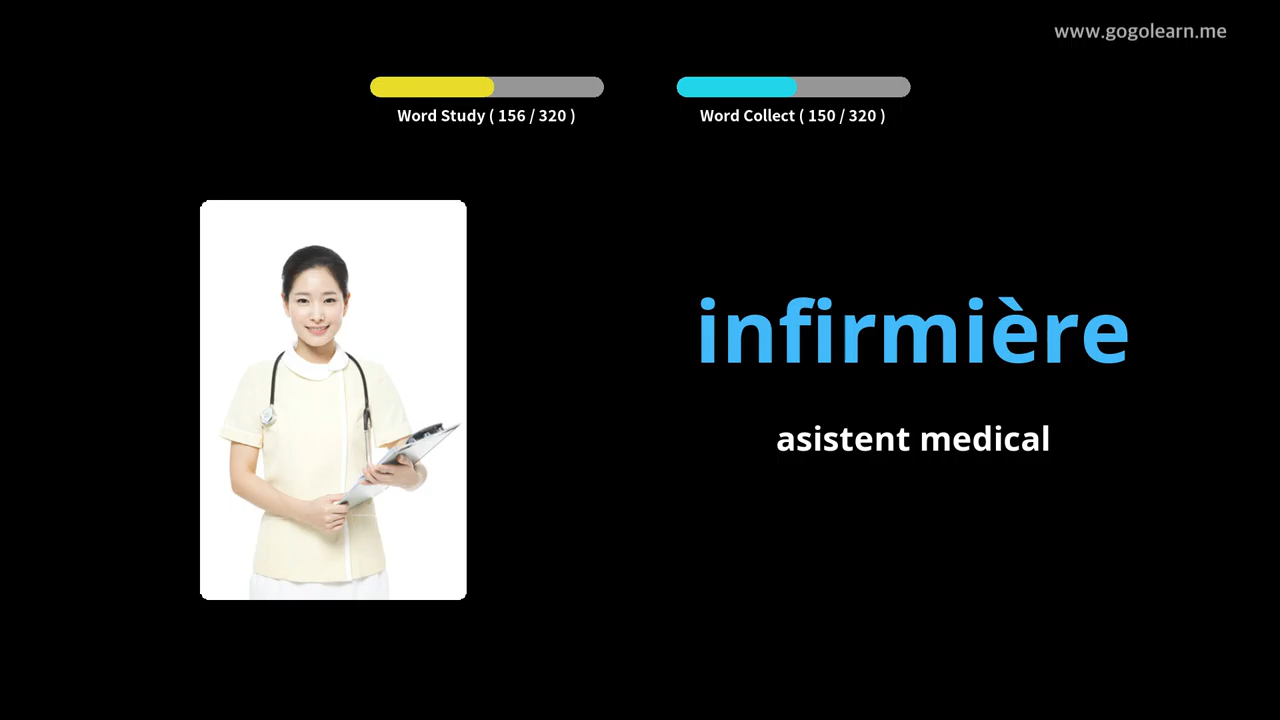 www.gogolearn.me
Word Study ( 156 / 320 )
Word Collect ( 150 / 320 )
infirmière
asistent medical